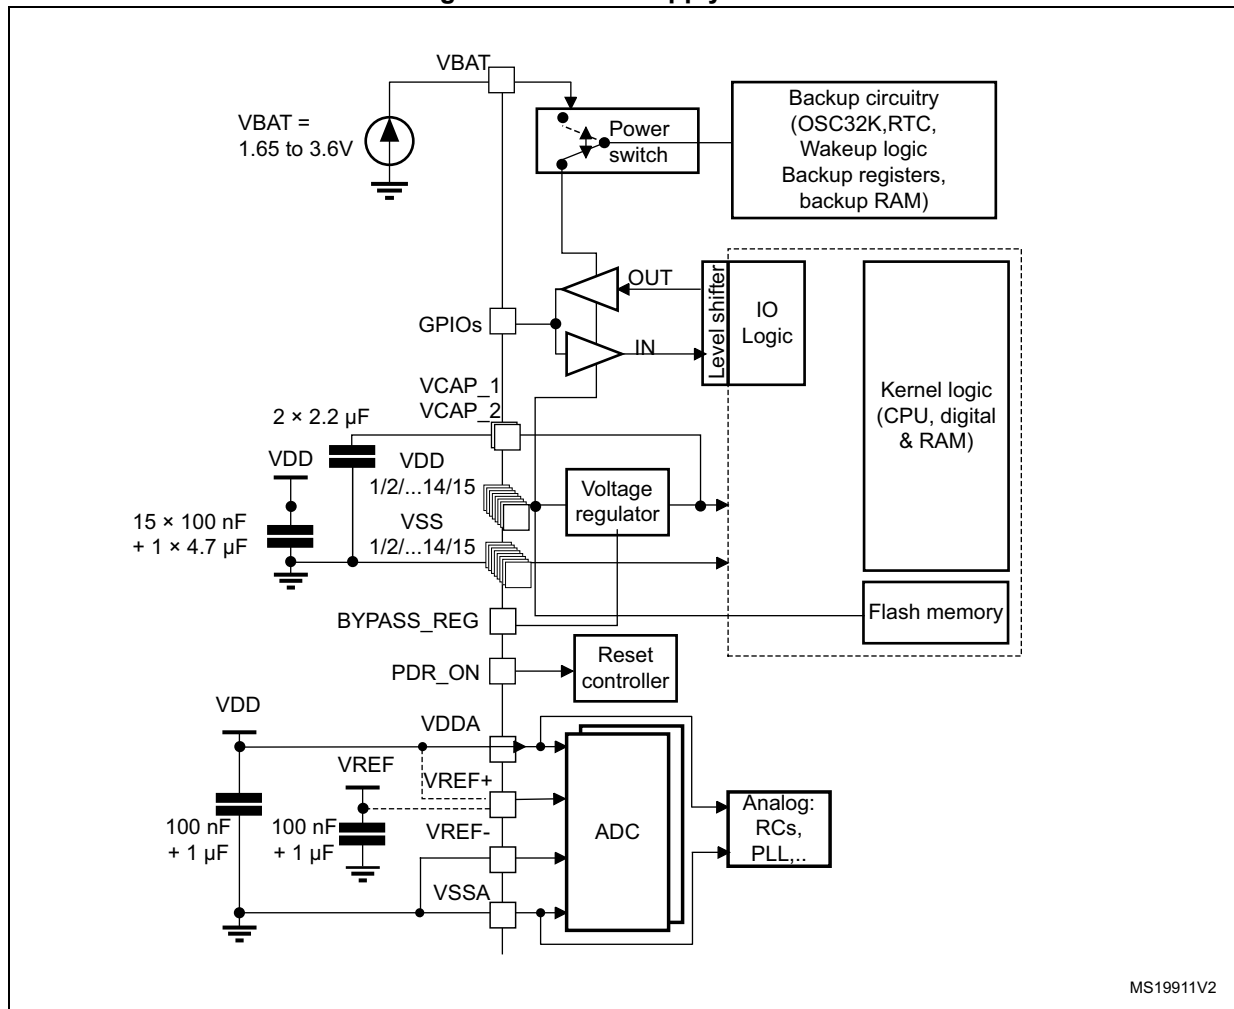 VBAT
VBAT =
1.65 to 3.6V
Power
switch
Backup circuitry
(OSC32K,RTC,
Wakeup logic
Backup registers,
backup RAM)
OUT
GPIOs
IN
Level shifter
IO
Logic
Kernel logic
(CPU, digital
& RAM)
VCAP_1
VCAP_2
2 × 2.2 μF
VDD
VDD
1/2/...14/15
Voltage
regulator
15 × 100 nF
+ 1 × 4.7 μF
VSS
1/2/...14/15
BYPASS_REG
Flash memory
PDR_ON
Reset
controller
VDD
VDDA
VREF
VREF+
100 nF
+ 1 μF
100 nF
+ 1 μF
VREF-
ADC
Analog:
RCs,
PLL,..
VSSA
MS19911V2